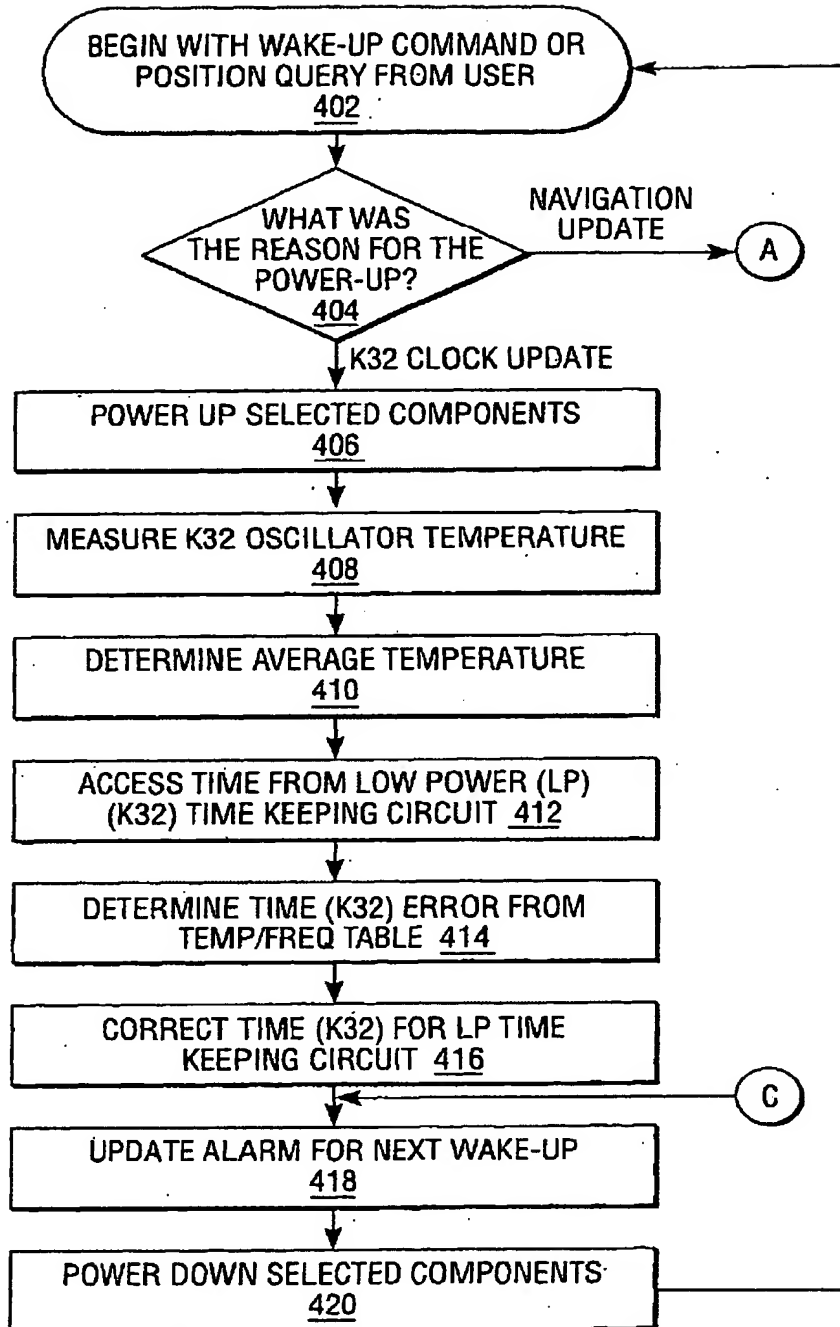 BEGIN WITH WAKE-UP COMMAND OR
POSITION QUERY FROM USER
402
WHAT WAS
THE REASON FOR THE
POWER-UP?
404
NAVIGATION
UPDATE
A
K32 CLOCK UPDATE
POWER UP SELECTED COMPONENTS
406
MEASURE K32 OSCILLATOR TEMPERATURE
408
DETERMINE AVERAGE TEMPERATURE
410
ACCESS TIME FROM LOW POWER (LP)
(K32) TIME KEEPING CIRCUIT 412
DETERMINE TIME (K32) ERROR FROM
TEMP/FREQ TABLE 414
CORRECT TIME (K32) FOR LP TIME
KEEPING CIRCUIT 416
C
UPDATE ALARM FOR NEXT WAKE-UP
418
POWER DOWN SELECTED COMPONENTS
420